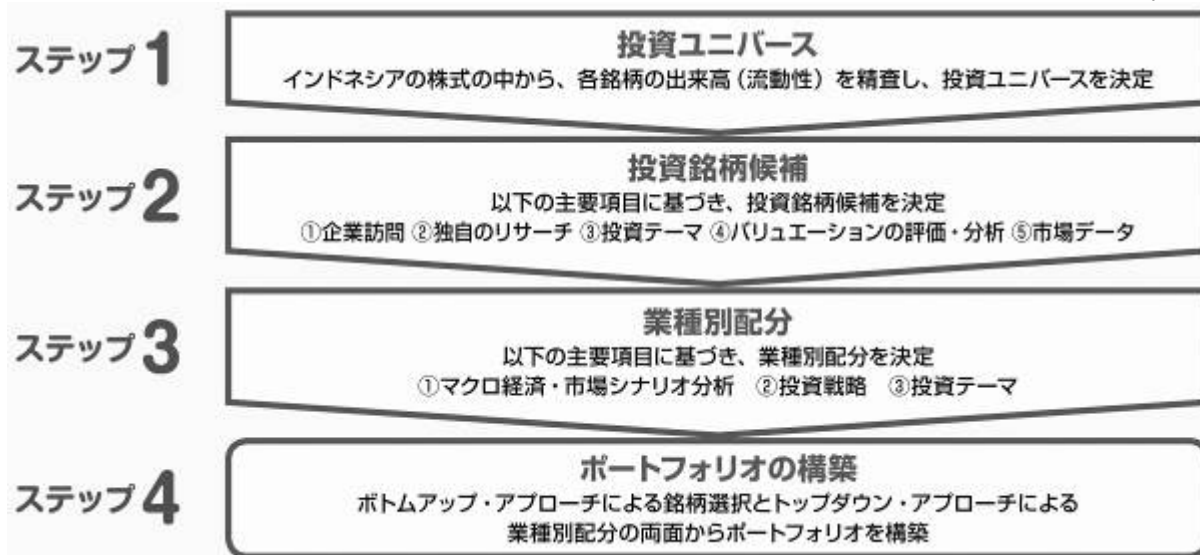 ステップ1
投資ユニバース
インドネシアの株式の中から、各銘柄の出来高（流動性）を精査し、投資ユニバースを決定
ステップ2
投資銘柄候補
以下の主要項目に基づき、投資銘柄候補を決定
①企業訪問 ②独自のリサーチ ③投資テーマ ④バリュエーションの評価・分析 ⑤市場データ
ステップ3
業種別配分
以下の主要項目に基づき、業種別配分を決定
①マクロ経済・市場シナリオ分析　②投資戦略　③投資テーマ
ステップ4
ポートフォリオの構築
ボトムアップ・アプローチによる銘柄選択とトップダウン・アプローチによる
業種別配分の両面からポートフォリオを構築